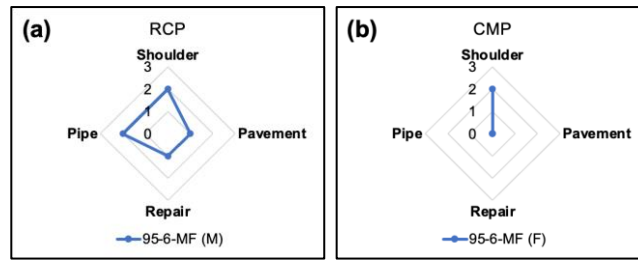 (a)
RCP
Shoulder
3
2
1
0
Pipe
Pavement
Repair
95-6-MF (M)
(b)
CMP
Shoulder
3
2
1
0
Pipe
Pavement
Repair
95-6-MF (F)